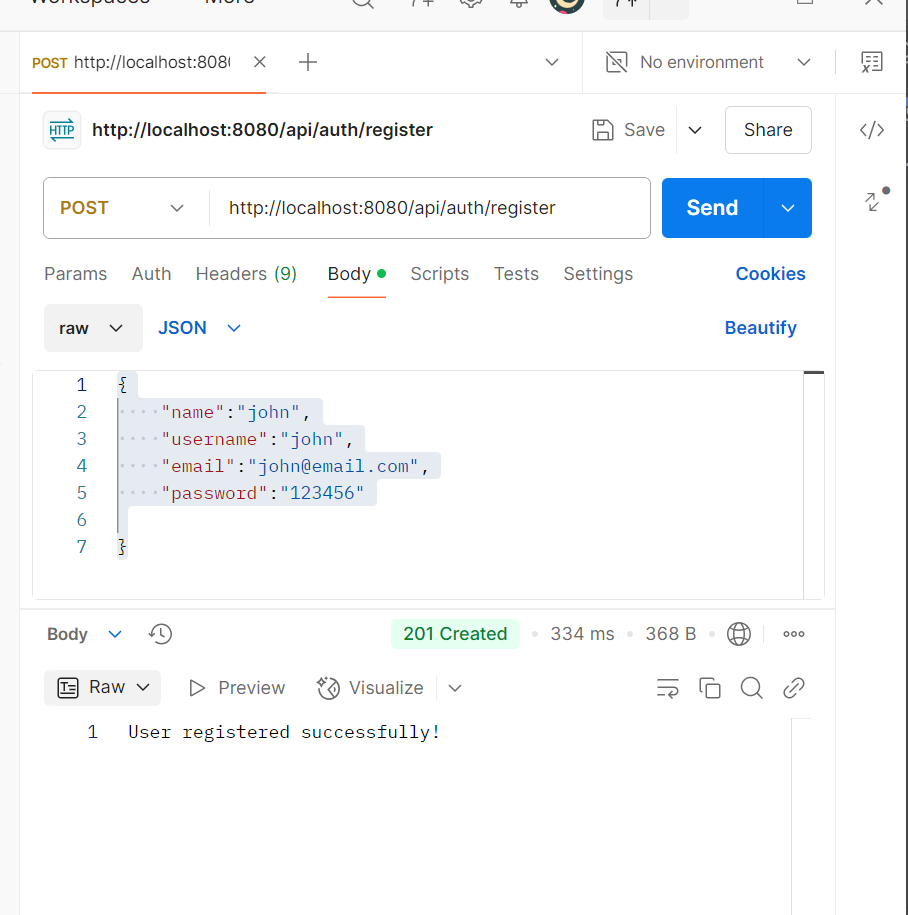 Workspaces More
POST http://localhost:808
No environment
HTTP http://localhost:8080/api/auth/register
Save
Share
POST http://localhost:8080/api/auth/register
Send
Params Auth Headers (9) Body Scripts Tests Settings Cookies
raw JSON Beautify
1 {
2 "name":"john",
3 "username":"john",
4 "email":"john@email.com",
5 "password":"123456"
6
7 }
Body 201 Created 334 ms 368 B
Raw Preview Visualize
1 User registered successfully!